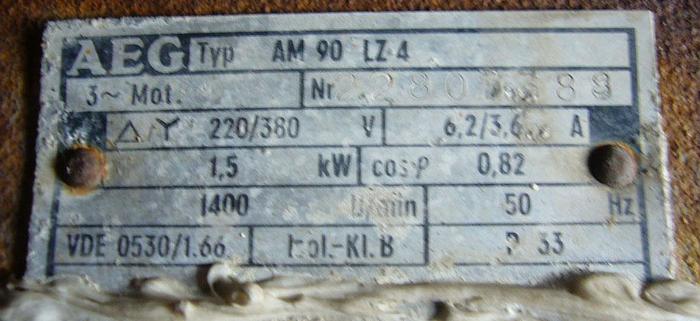 AEG Typ AM 90 LZ 4
3~ Mot. Nr
△/Y 220/380 V 6,2/3,6 A
1,5 kW cosφ 0,82
1400 U/min 50 Hz
VDE 0530/1.66 Isol.-Kl. B P 33